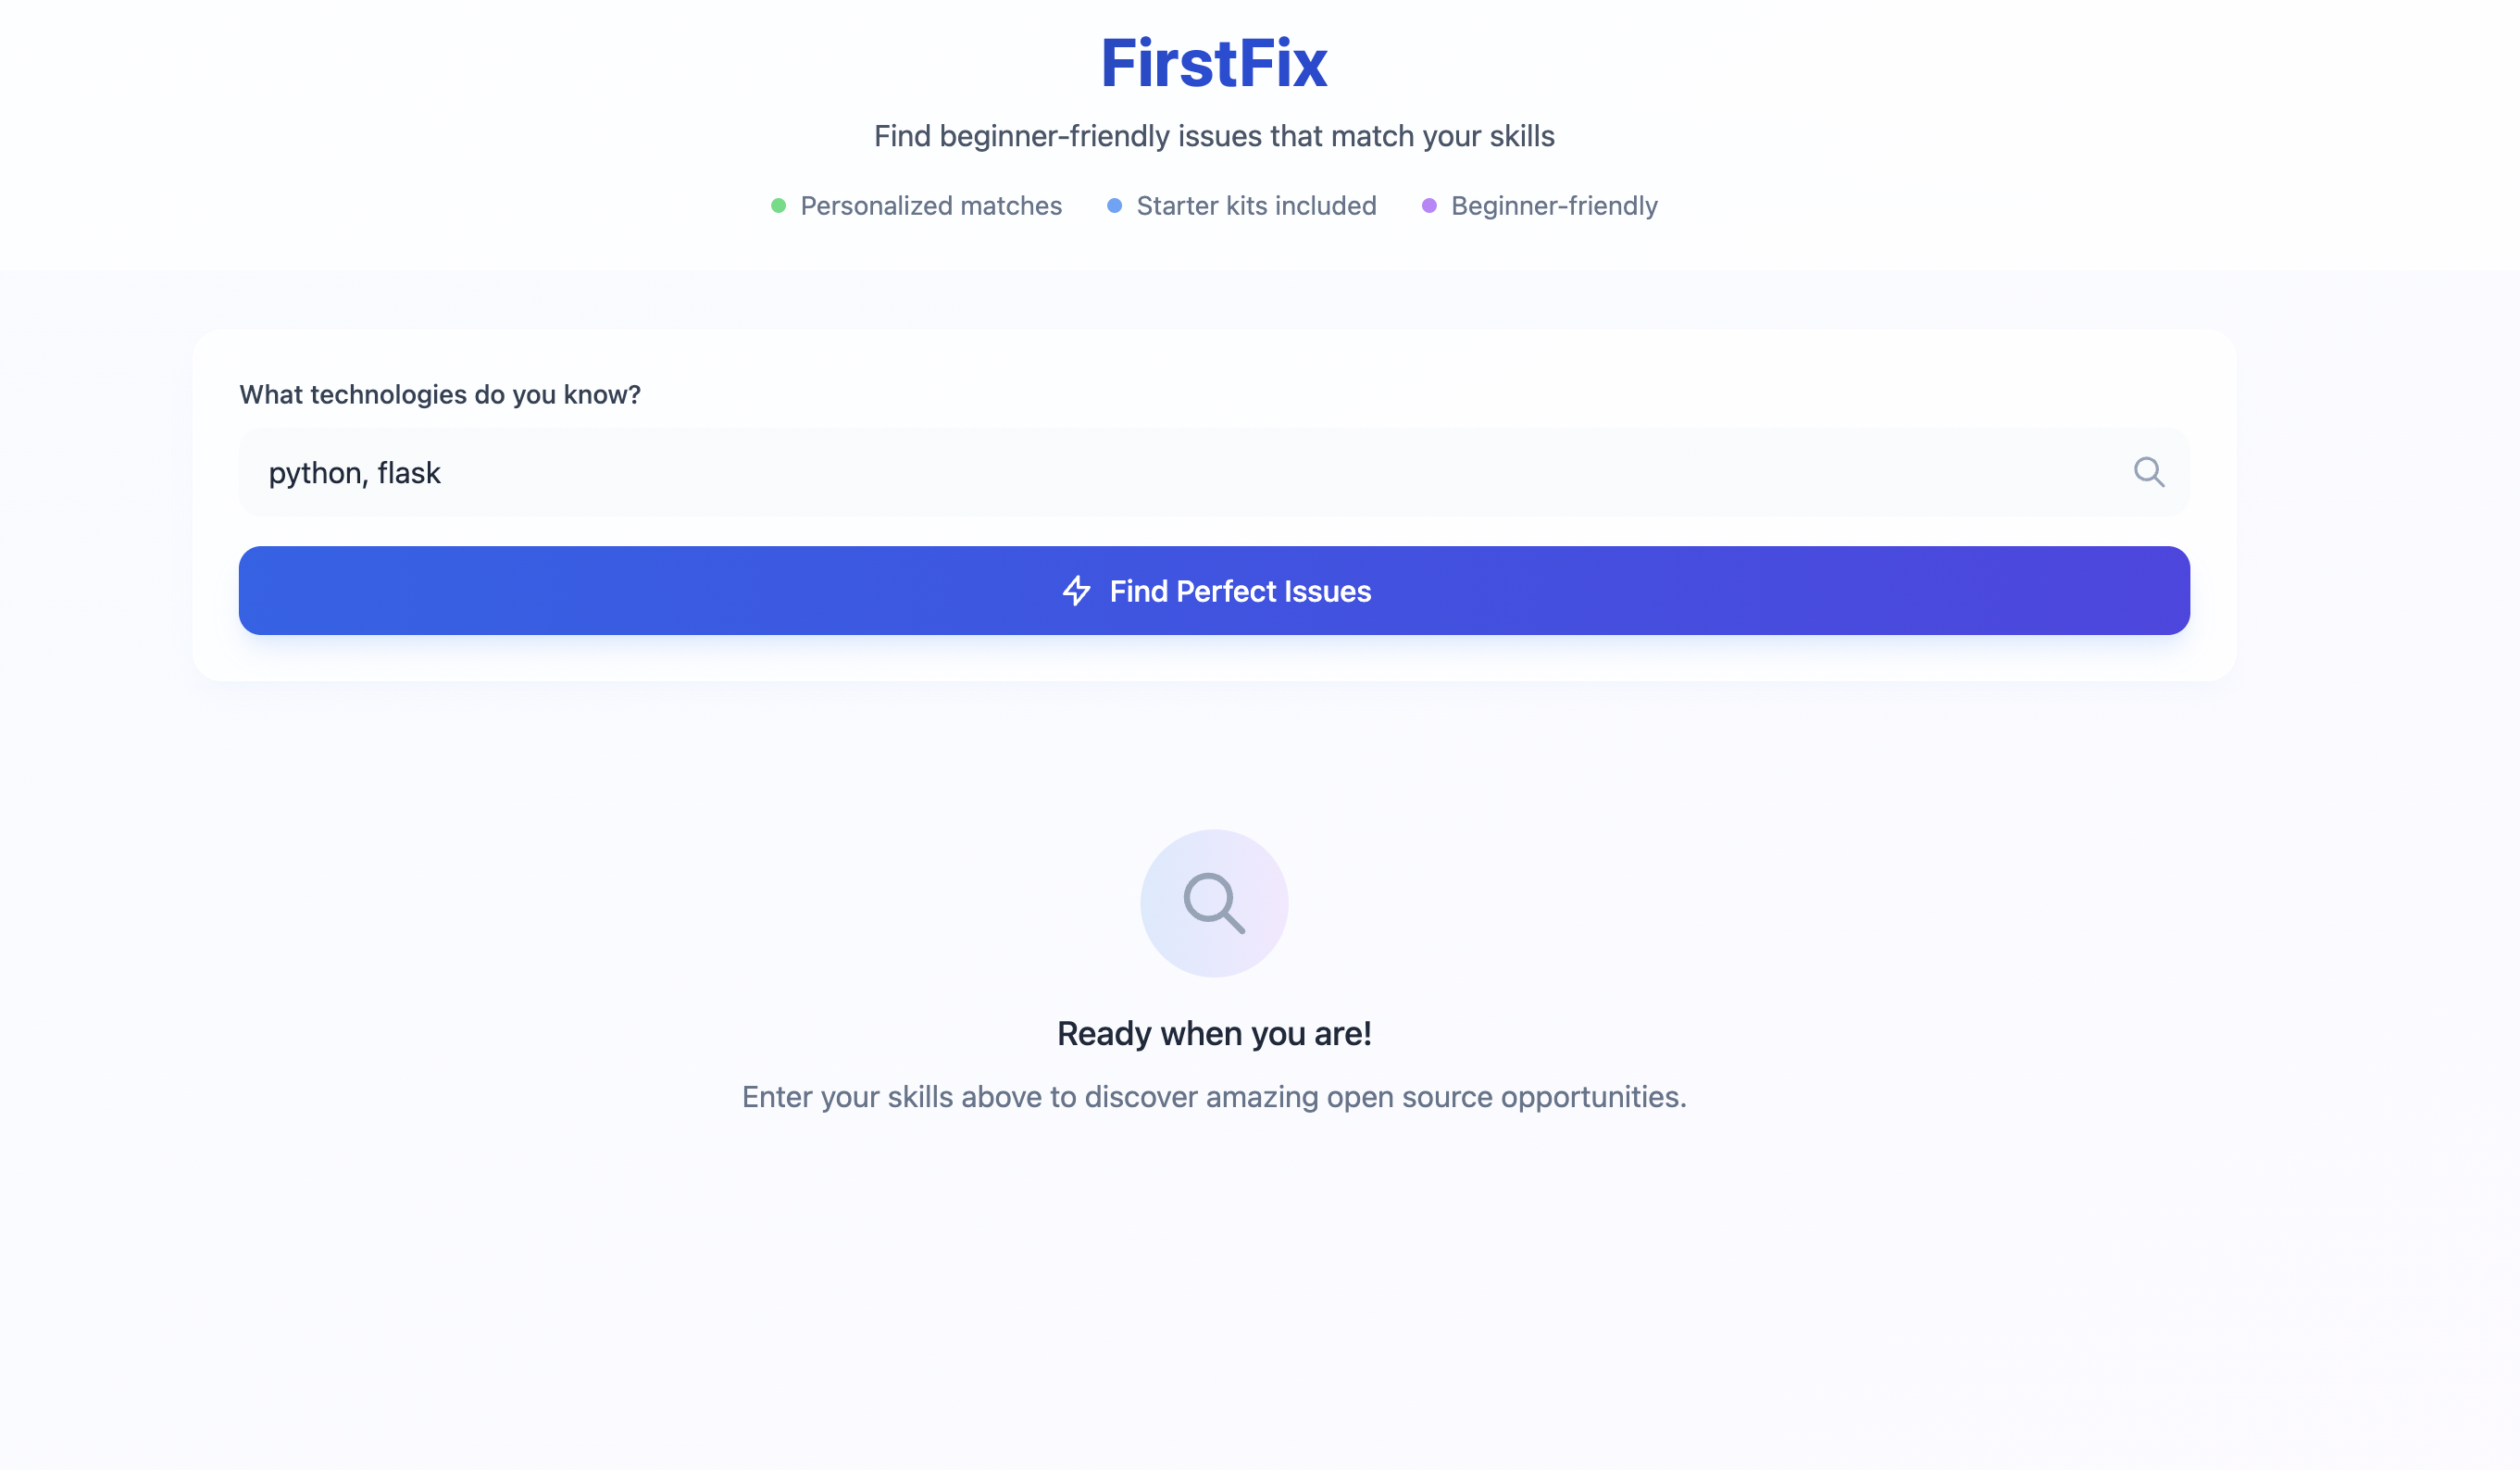 FirstFix
Find beginner-friendly issues that match your skills
Personalized matches Starter kits included Beginner-friendly
What technologies do you know?
python, flask
Find Perfect Issues
Ready when you are!
Enter your skills above to discover amazing open source opportunities.